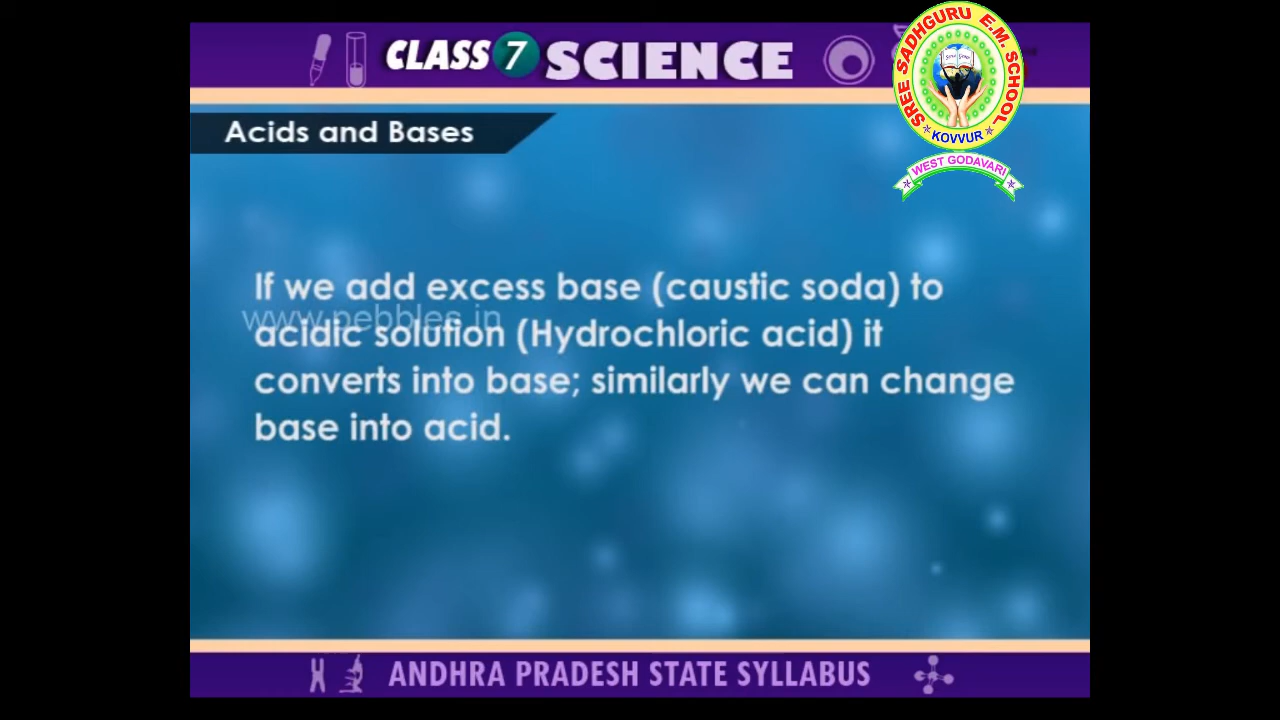 CLASS 7 SCIENCE
SREE SADHGURU E.M. SCHOOL
KOVVUR
WEST GODAVARI
Acids and Bases
If we add excess base (caustic soda) to
www.pebbles.in
acidic solution (Hydrochloric acid) it
converts into base; similarly we can change
base into acid.
ANDHRA PRADESH STATE SYLLABUS